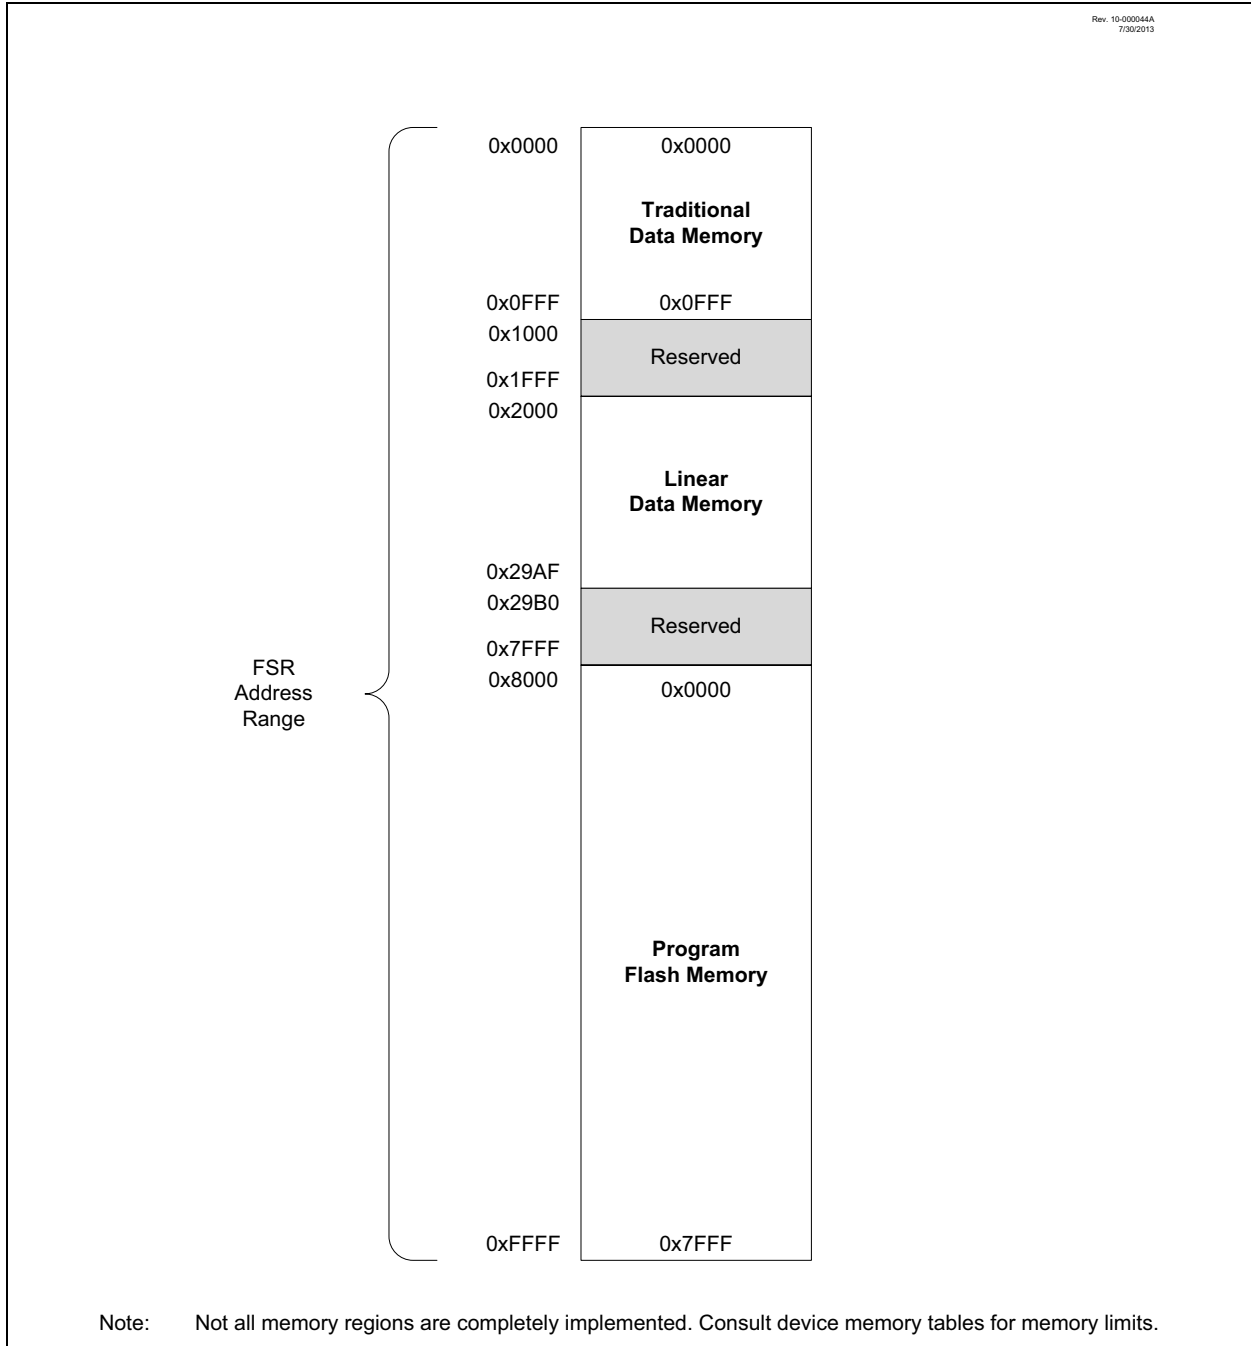 Rev. 10-000044A
7/30/2013
0x0000 0x0000
Traditional
Data Memory
0x0FFF 0x0FFF
0x1000
Reserved
0x1FFF
0x2000
Linear
Data Memory
0x29AF
0x29B0
Reserved
0x7FFF
0x8000 0x0000
FSR
Address
Range
Program
Flash Memory
0xFFFF 0x7FFF
Note: Not all memory regions are completely implemented. Consult device memory tables for memory limits.